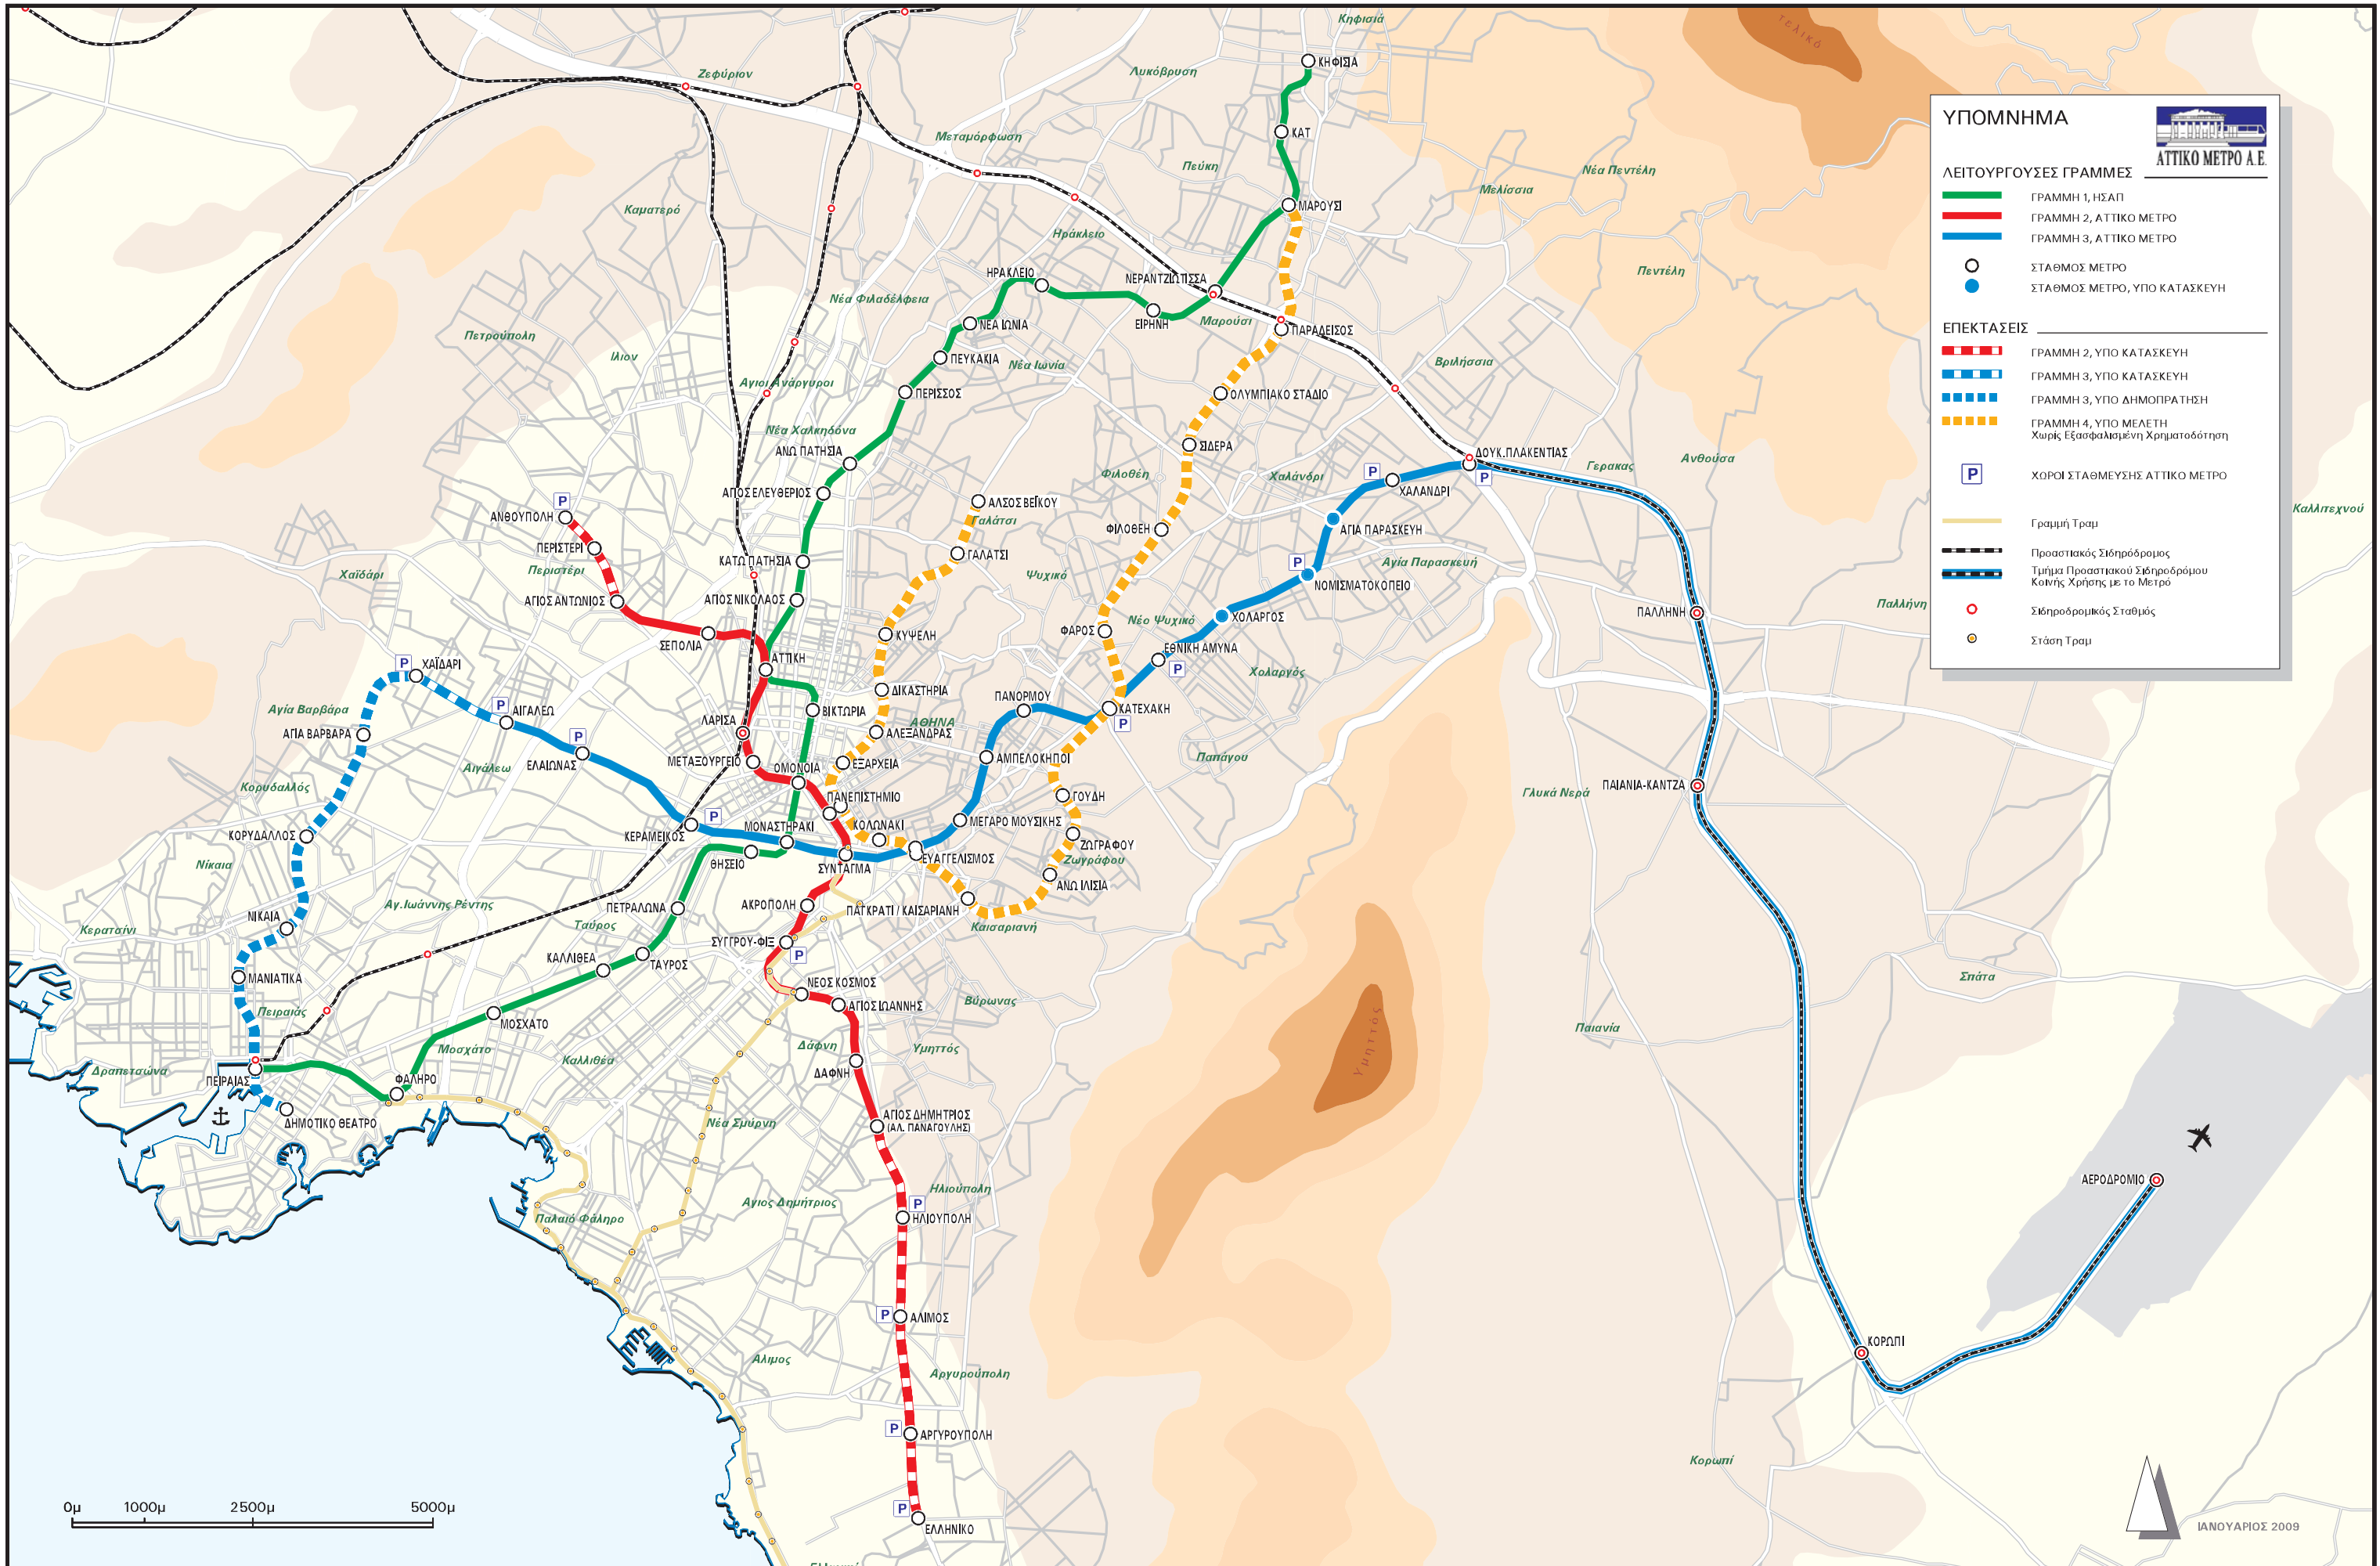 τελικό
Κηφισιά
ΚΗΦΙΣΙΑ
Ζεφύριον
Λυκόβρυση
Μεταμόρφωση
ΚΑΤ
Πεύκη
Νέα Πεντέλη
Μελίσσια
Καματερό
ΜΑΡΟΥΣΙ
Ηράκλειο
Πεντέλη
ΗΡΑΚΛΕΙΟ
ΝΕΡΑΝΤΖΙΩΤΙΣΣΑ
Νέα Φιλαδέλφεια
ΝΕΑ ΙΩΝΙΑ
ΕΙΡΗΝΗ
Μαρούσι
ΠΑΡΑΔΕΙΣΟΣ
Πετρούπολη
Ιλιον
ΠΕΥΚΑΚΙΑ
Νέα Ιωνία
Βριλήσσια
Αγιοι Ανάργυροι
ΠΕΡΙΣΣΟΣ
ΟΛΥΜΠΙΑΚΟ ΣΤΑΔΙΟ
Νέα Χαλκηδόνα
ΑΝΩ ΠΑΤΗΣΙΑ
ΣΙΔΕΡΑ
ΔΟΥΚ.ΠΛΑΚΕΝΤΙΑΣ
Γερακας
Ανθούσα
Φιλοθέη
Χαλάνδρι
P
P
ΧΑΛΑΝΔΡΙ
ΑΓΙΟΣ ΕΛΕΥΘΕΡΙΟΣ
P
ΑΝΘΟΥΠΟΛΗ
ΑΛΣΟΣ ΒΕΪΚΟΥ
Γαλάτσι
Καλλιτεχνού
ΦΙΛΟΘΕΗ
ΑΓΙΑ ΠΑΡΑΣΚΕΥΗ
ΠΕΡΙΣΤΕΡΙ
Περιστέρι
ΓΑΛΑΤΣΙ
ΚΑΤΩ ΠΑΤΗΣΙΑ
Χαϊδάρι
Ψυχικό
P
Αγία Παρασκευή
ΝΟΜΙΣΜΑΤΟΚΟΠΕΙΟ
ΑΓΙΟΣ ΑΝΤΩΝΙΟΣ
ΑΓΙΟΣ ΝΙΚΟΛΑΟΣ
Παλλήνη
ΠΑΛΛΗΝΗ
Νέο Ψυχικό
ΧΟΛΑΡΓΟΣ
ΦΑΡΟΣ
ΚΥΨΕΛΗ
ΣΕΠΟΛΙΑ
ΕΘΝΙΚΗ ΑΜΥΝΑ
P
Χολαργός
ΑΤΤΙΚΗ
P
ΧΑΪΔΑΡΙ
ΔΙΚΑΣΤΗΡΙΑ
ΠΑΝΟΡΜΟΥ
ΚΑΤΕΧΑΚΗ
P
Αγία Βαρβάρα
P
ΑΙΓΑΛΕΩ
ΒΙΚΤΩΡΙΑ
ΑΘΗΝΑ
ΛΑΡΙΣΑ
ΑΛΕΞΑΝΔΡΑΣ
ΑΓΙΑ ΒΑΡΒΑΡΑ
P
ΕΛΑΙΩΝΑΣ
Αιγάλεω
ΜΕΤΑΞΟΥΡΓΕΙΟ
ΟΜΟΝΟΙΑ
ΕΞΑΡΧΕΙΑ
ΑΜΠΕΛΟΚΗΠΟΙ
Παπάγου
Κορυδαλλός
ΠΑΝΕΠΙΣΤΗΜΙΟ
ΓΟΥΔΗ
Γλυκά Νερά
ΠΑΙΑΝΙΑ-ΚΑΝΤΖΑ
ΚΟΡΥΔΑΛΛΟΣ
ΚΕΡΑΜΕΙΚΟΣ
P
ΜΟΝΑΣΤΗΡΑΚΙ
ΚΟΛΩΝΑΚΙ
ΜΕΓΑΡΟ ΜΟΥΣΙΚΗΣ
ΖΩΓΡΑΦΟΥ
Νίκαια
ΘΗΣΕΙΟ
ΣΥΝΤΑΓΜΑ
ΕΥΑΓΓΕΛΙΣΜΟΣ
Ζωγράφου
ΑΝΩ ΙΛΙΣΙΑ
Αγ.Ιωάννης Ρέντης
ΠΕΤΡΑΛΩΝΑ
ΑΚΡΟΠΟΛΗ
ΠΑΓΚΡΑΤΙ / ΚΑΙΣΑΡΙΑΝΗ
ΝΙΚΑΙΑ
Κερατσίνι
Ταύρος
Καισαριανή
ΣΥΓΓΡΟΥ-ΦΙΞ
P
ΚΑΛΛΙΘΕΑ
ΤΑΥΡΟΣ
ΜΑΝΙΑΤΙΚΑ
ΝΕΟΣ ΚΟΣΜΟΣ
Σπάτα
ΑΓΙΟΣ ΙΩΑΝΝΗΣ
Βύρωνας
Πειραιάς
ΜΟΣΧΑΤΟ
Μοσχάτο
Καλλιθέα
Δάφνη
Υμηττός
Υμηττός
Παιανία
Δραπετσώνα
ΠΕΙΡΑΙΑΣ
ΦΑΛΗΡΟ
ΔΑΦΝΗ
ΔΗΜΟΤΙΚΟ ΘΕΑΤΡΟ
Νέα Σμύρνη
ΑΓΙΟΣ ΔΗΜΗΤΡΙΟΣ
(ΑΛ. ΠΑΝΑΓΟΥΛΗΣ)
Αγιος Δημήτριος
Ηλιούπολη
P
ΗΛΙΟΥΠΟΛΗ
Παλαιό Φάληρο
ΑΕΡΟΔΡΟΜΙΟ
P
ΑΛΙΜΟΣ
ΚΟΡΩΠΙ
Αλιμος
Αργυρούπολη
P
ΑΡΓΥΡΟΥΠΟΛΗ
Κορωπί
P
ΕΛΛΗΝΙΚΟ
0μ 1000μ 2500μ 5000μ
ΙΑΝΟΥΑΡΙΟΣ 2009
ΥΠΟΜΝΗΜΑ
ΑΤΤΙΚΟ ΜΕΤΡΟ Α.Ε.
ΛΕΙΤΟΥΡΓΟΥΣΕΣ ΓΡΑΜΜΕΣ
ΓΡΑΜΜΗ 1, ΗΣΑΠ
ΓΡΑΜΜΗ 2, ΑΤΤΙΚΟ ΜΕΤΡΟ
ΓΡΑΜΜΗ 3, ΑΤΤΙΚΟ ΜΕΤΡΟ
ΣΤΑΘΜΟΣ ΜΕΤΡΟ
ΣΤΑΘΜΟΣ ΜΕΤΡΟ, ΥΠΟ ΚΑΤΑΣΚΕΥΗ
ΕΠΕΚΤΑΣΕΙΣ
ΓΡΑΜΜΗ 2, ΥΠΟ ΚΑΤΑΣΚΕΥΗ
ΓΡΑΜΜΗ 3, ΥΠΟ ΚΑΤΑΣΚΕΥΗ
ΓΡΑΜΜΗ 3, ΥΠΟ ΔΗΜΟΠΡΑΤΗΣΗ
ΓΡΑΜΜΗ 4, ΥΠΟ ΜΕΛΕΤΗ
Χωρίς Εξασφαλισμένη Χρηματοδότηση
P ΧΩΡΟΙ ΣΤΑΘΜΕΥΣΗΣ ΑΤΤΙΚΟ ΜΕΤΡΟ
Γραμμή Τραμ
Προαστιακός Σιδηρόδρομος
Τμήμα Προαστιακού Σιδηροδρόμου
Κοινής Χρήσης με το Μετρό
Σιδηροδρομικός Σταθμός
Στάση Τραμ